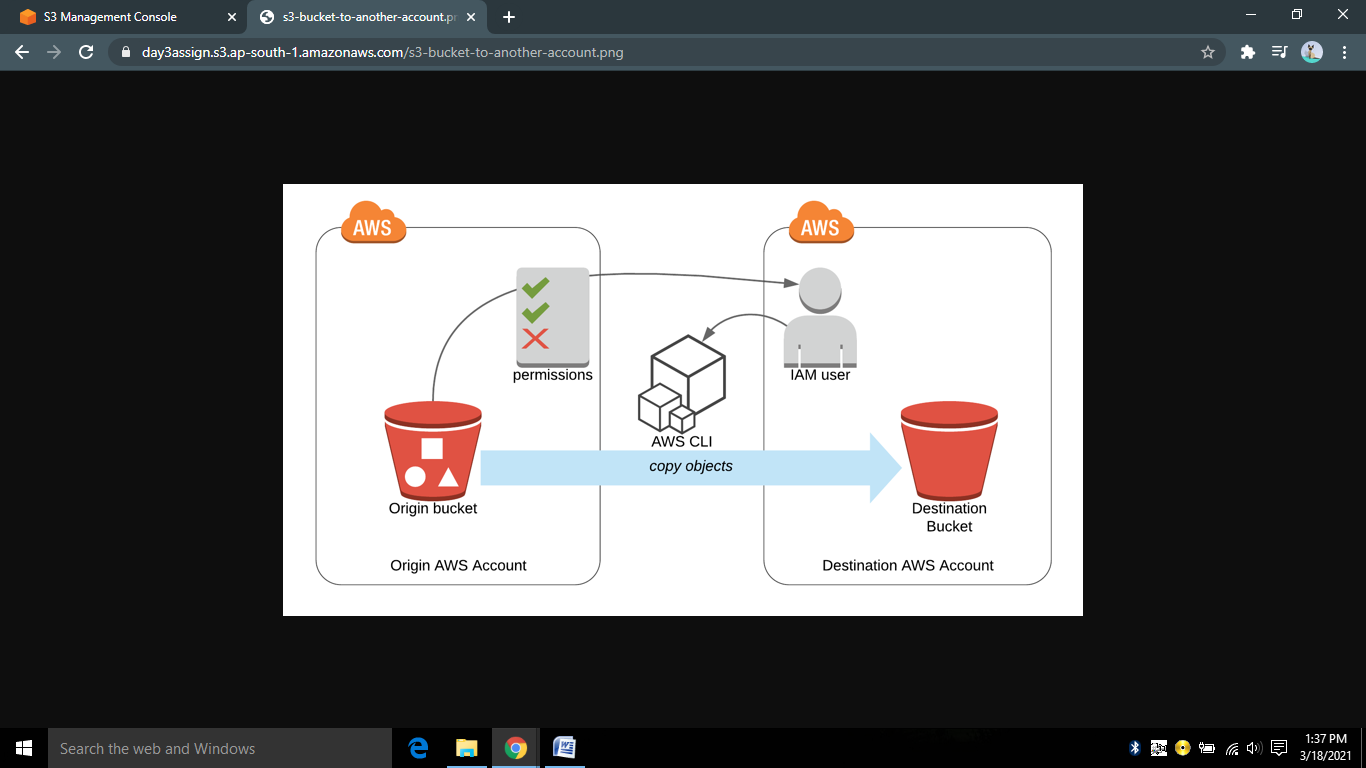 S3 Management Console
s3-bucket-to-another-account.pr
day3assign.s3.ap-south-1.amazonaws.com/s3-bucket-to-another-account.png
AWS
AWS
permissions
IAM user
AWS CLI
copy objects
Origin bucket
Destination
Bucket
Origin AWS Account
Destination AWS Account
Search the web and Windows
1:37 PM
3/18/2021